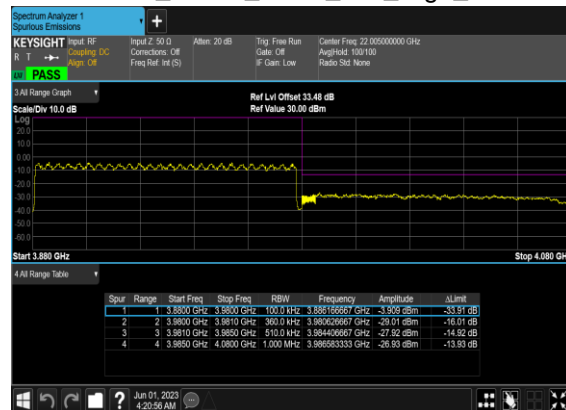 Spectrum Analyzer 1
Spurious Emissions
KEYSIGHT Input: RF
R T Coupling: DC
Align: Off
Input Z: 50 Ω
Corrections: Off
Freq Ref: Int (S)
Atten: 20 dB
Trig: Free Run
Gate: Off
IF Gain: Low
Center Freq: 22.005000000 GHz
Avg|Hold: 100/100
Radio Std: None
PASS
3 All Range Graph
Scale/Div 10.0 dB
Ref Lvl Offset 33.48 dB
Ref Value 30.00 dBm
Log
20.0
10.0
0.00
-10.0
-20.0
-30.0
-40.0
-50.0
-60.0
Start 3.880 GHz
Stop 4.080 GH
4 All Range Table
Spur Range Start Freq Stop Freq RBW Frequency Amplitude ΔLimit
1 1 3.8800 GHz 3.9800 GHz 100.0 kHz 3.886166667 GHz -3.909 dBm -33.91 dB
2 2 3.9800 GHz 3.9810 GHz 360.0 kHz 3.980626667 GHz -29.01 dBm -16.01 dB
3 3 3.9810 GHz 3.9850 GHz 510.0 kHz 3.984406667 GHz -27.92 dBm -14.92 dB
4 4 3.9850 GHz 4.0800 GHz 1.000 MHz 3.986583333 GHz -26.93 dBm -13.93 dB
Jun 01, 2023
4:20:56 AM